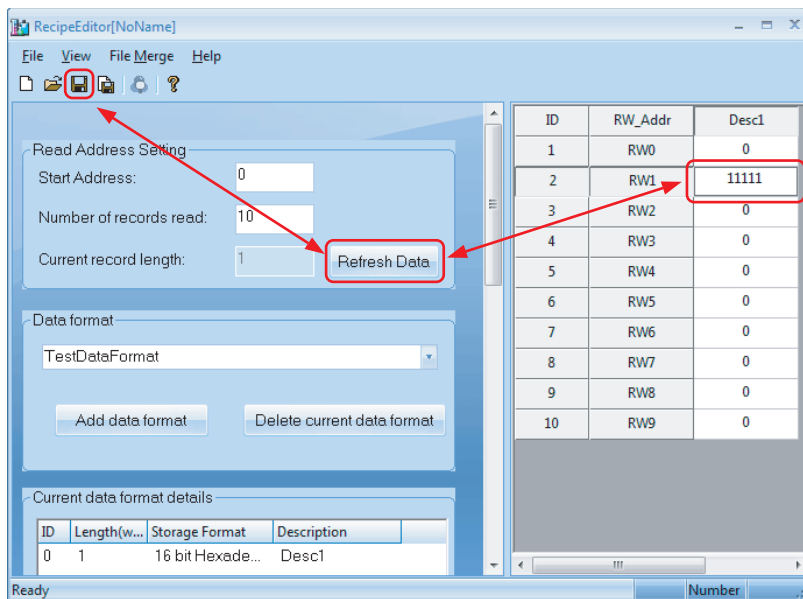 RecipeEditor[NoName]
File View File Merge Help
Read Address Setting
Start Address: 0
Number of records read: 10
Current record length: 1
Refresh Data
Data format
TestDataFormat
Add data format Delete current data format
Current data format details
ID Length(w... Storage Format Description
0 1 16 bit Hexade... Desc1
ID RW_Addr Desc1
1 RW0 0
2 RW1 11111
3 RW2 0
4 RW3 0
5 RW4 0
6 RW5 0
7 RW6 0
8 RW7 0
9 RW8 0
10 RW9 0
Ready Number